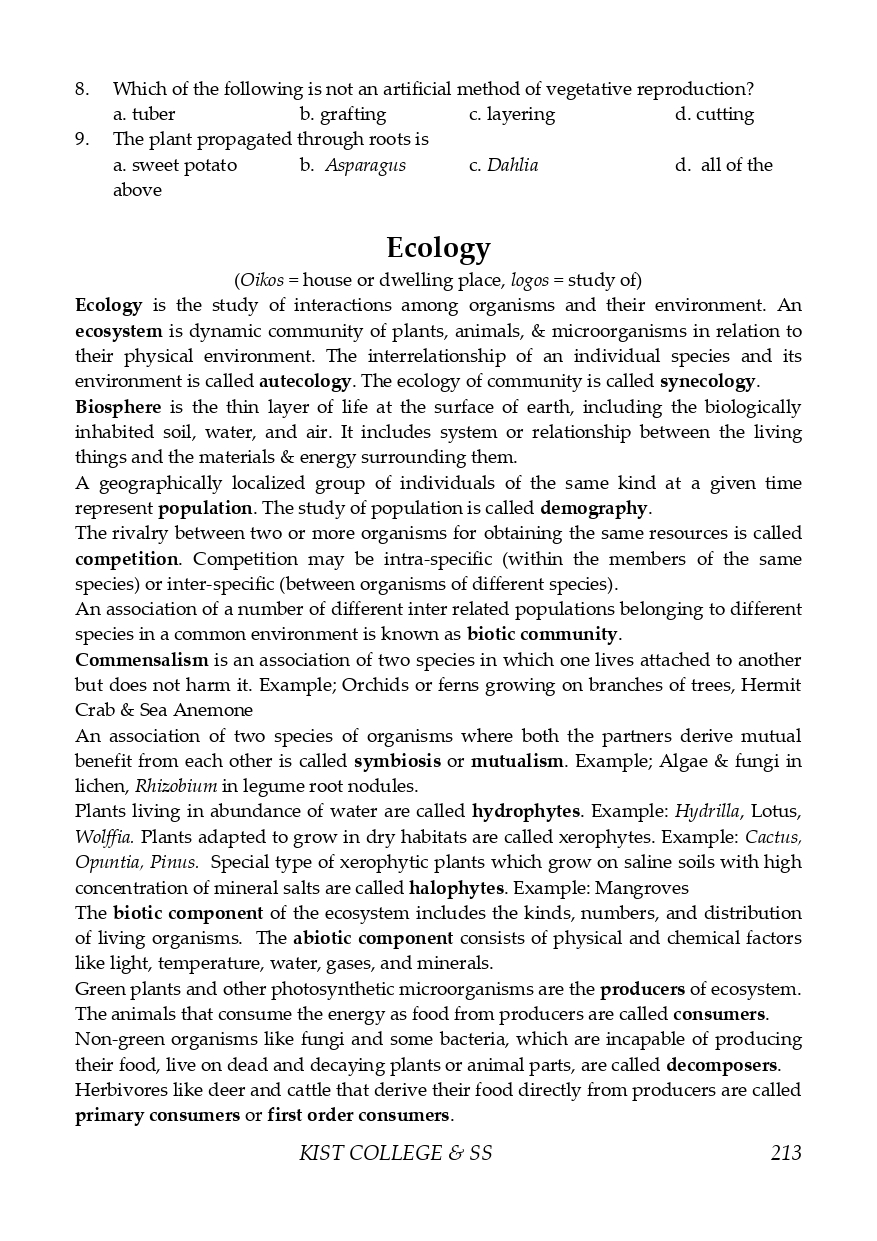 8. Which of the following is not an artificial method of vegetative reproduction?
a. tuber b. grafting c. layering d. cutting
9. The plant propagated through roots is
a. sweet potato b. Asparagus c. Dahlia d. all of the
above
Ecology
(Oikos = house or dwelling place, logos = study of)
Ecology is the study of interactions among organisms and their environment. An
ecosystem is dynamic community of plants, animals, & microorganisms in relation to
their physical environment. The interrelationship of an individual species and its
environment is called autecology. The ecology of community is called synecology.
Biosphere is the thin layer of life at the surface of earth, including the biologically
inhabited soil, water, and air. It includes system or relationship between the living
things and the materials & energy surrounding them.
A geographically localized group of individuals of the same kind at a given time
represent population. The study of population is called demography.
The rivalry between two or more organisms for obtaining the same resources is called
competition. Competition may be intra-specific (within the members of the same
species) or inter-specific (between organisms of different species).
An association of a number of different inter related populations belonging to different
species in a common environment is known as biotic community.
Commensalism is an association of two species in which one lives attached to another
but does not harm it. Example; Orchids or ferns growing on branches of trees, Hermit
Crab & Sea Anemone
An association of two species of organisms where both the partners derive mutual
benefit from each other is called symbiosis or mutualism. Example; Algae & fungi in
lichen, Rhizobium in legume root nodules.
Plants living in abundance of water are called hydrophytes. Example: Hydrilla, Lotus,
Wolffia. Plants adapted to grow in dry habitats are called xerophytes. Example: Cactus,
Opuntia, Pinus. Special type of xerophytic plants which grow on saline soils with high
concentration of mineral salts are called halophytes. Example: Mangroves
The biotic component of the ecosystem includes the kinds, numbers, and distribution
of living organisms. The abiotic component consists of physical and chemical factors
like light, temperature, water, gases, and minerals.
Green plants and other photosynthetic microorganisms are the producers of ecosystem.
The animals that consume the energy as food from producers are called consumers.
Non-green organisms like fungi and some bacteria, which are incapable of producing
their food, live on dead and decaying plants or animal parts, are called decomposers.
Herbivores like deer and cattle that derive their food directly from producers are called
primary consumers or first order consumers.
KIST COLLEGE & SS 213